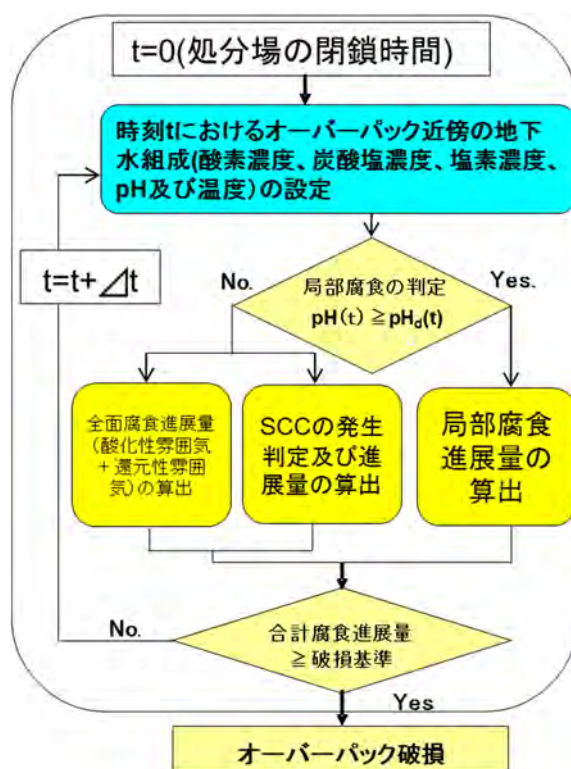 t=0(処分場の閉鎖時間)
時刻tにおけるオーバーパック近傍の地下
水組成(酸素濃度、炭酸塩濃度、塩素濃度、
pH及び温度)の設定
t=t+⊿t
No.
Yes.
局部腐食の判定
pH(t)≧pHd(t)
全面腐食進展量
(酸化性雰囲気
+還元性雰囲
気)の算出
SCCの発生
判定及び進
展量の算出
局部腐食
進展量の
算出
No.
合計腐食進展量
≧破損基準
Yes
オーバーパック破損